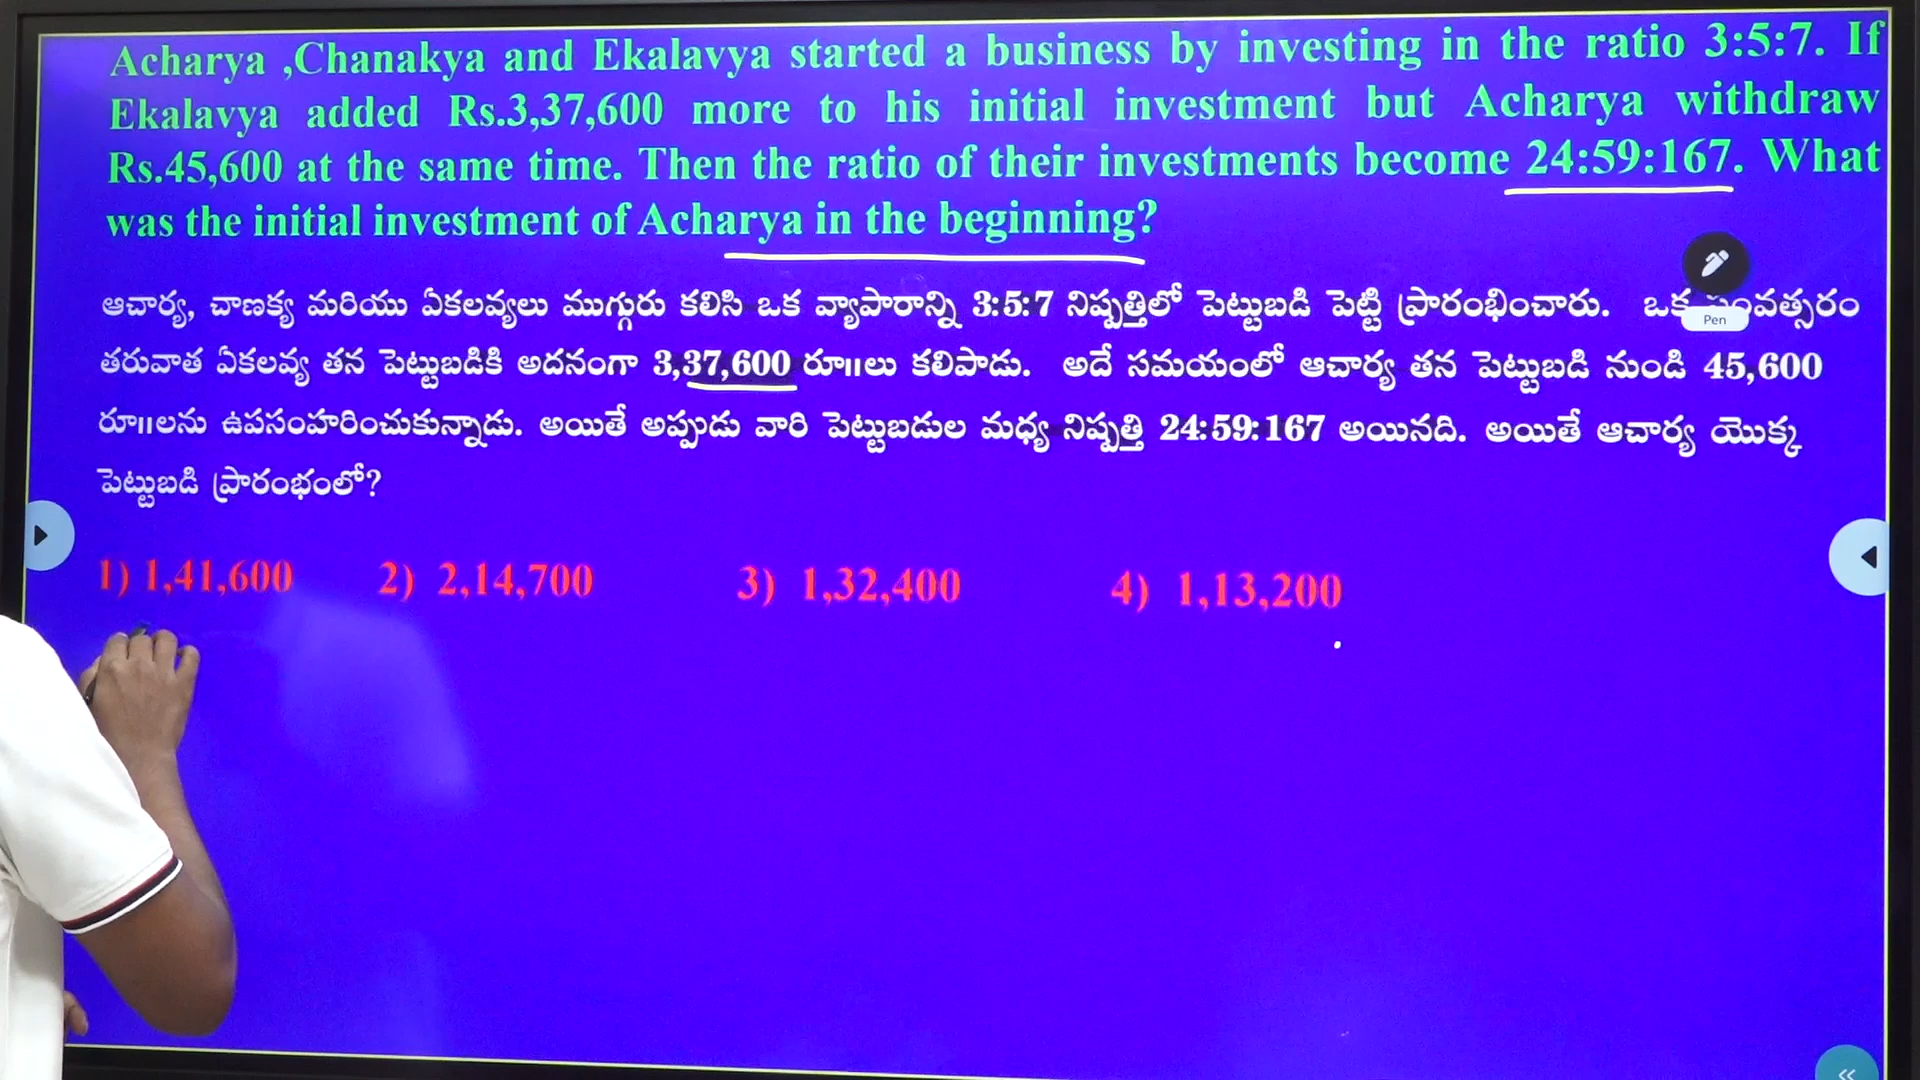 Acharya ,Chanakya and Ekalavya started a business by investing in the ratio 3:5:7. If
Ekalavya added Rs.3,37,600 more to his initial investment but Acharya withdraw
Rs.45,600 at the same time. Then the ratio of their investments become 24:59:167. What
was the initial investment of Acharya in the beginning?
ఆచార్య, చాణక్య మరియు ఏకలవ్యలు ముగ్గురు కలిసి ఒక వ్యాపారాన్ని 3:5:7 నిష్పత్తిలో పెట్టుబడి పెట్టి ప్రారంభించారు. ఒక
Pen
తరువాత ఏకలవ్య తన పెట్టుబడికి అదనంగా 3,37,600 రూ॥లు కలిపాడు. అదే సమయంలో ఆచార్య తన పెట్టుబడి నుండి 45,600
రూ॥లను ఉపసంహరించుకున్నాడు. అయితే అప్పుడు వారి పెట్టుబడుల మధ్య నిష్పత్తి 24:59:167 అయినది. అయితే ఆచార్య యొక్క
పెట్టుబడి ప్రారంభంలో?
1) 1,41,600 2) 2,14,700 3) 1,32,400 4) 1,13,200